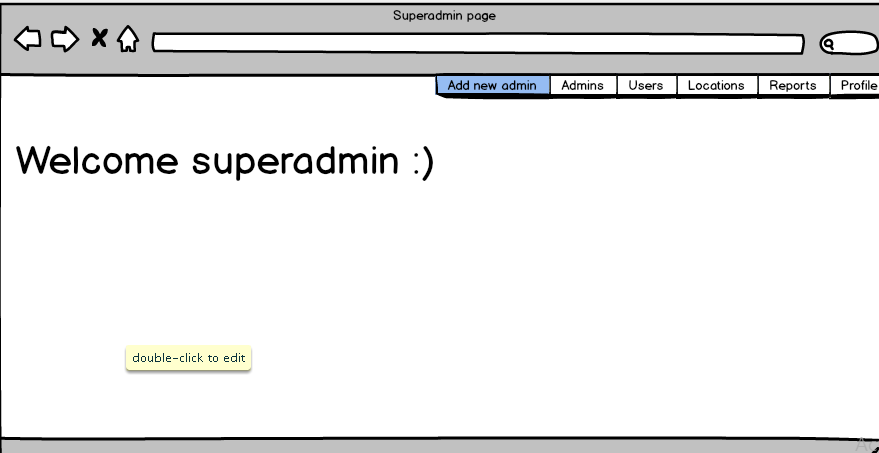 Superadmin page
Add new admin Admins Users Locations Reports Profile
Welcome superadmin :)
double-click to edit